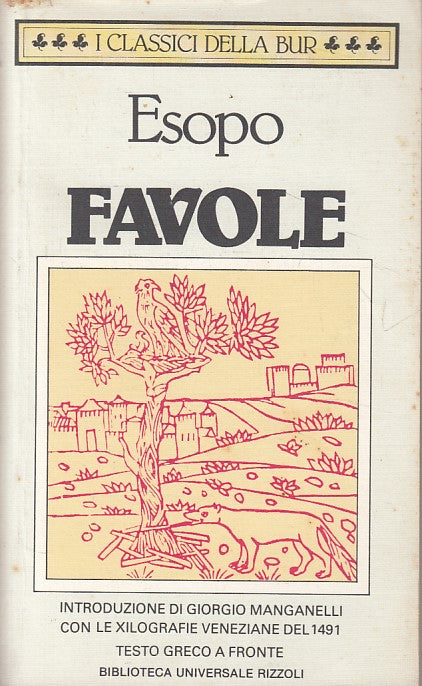 I CLASSICI DELLA BUR
Esopo
FAVOLE
INTRODUZIONE DI GIORGIO MANGANELLI
CON LE XILOGRAFIE VENEZIANE DEL 1491
TESTO GRECO A FRONTE
BIBLIOTECA UNIVERSALE RIZZOLI